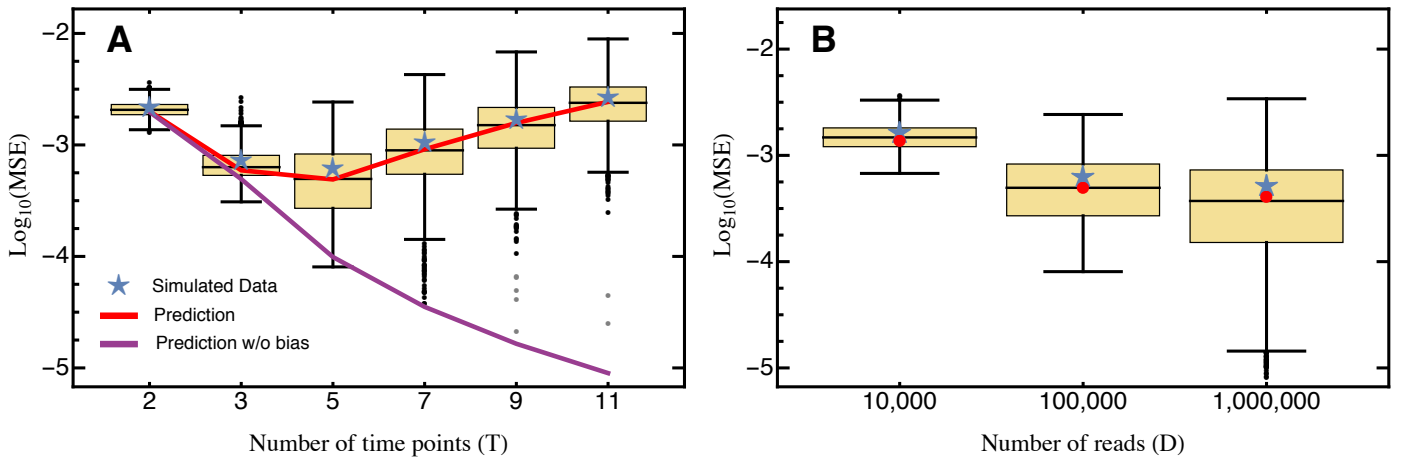 A
−2
−3
−4
−5
Log10(MSE)
Simulated Data
Prediction
Prediction w/o bias
2 3 5 7 9 11
Number of time points (T)
B
−2
−3
−4
−5
Log10(MSE)
10,000 100,000 1,000,000
Number of reads (D)